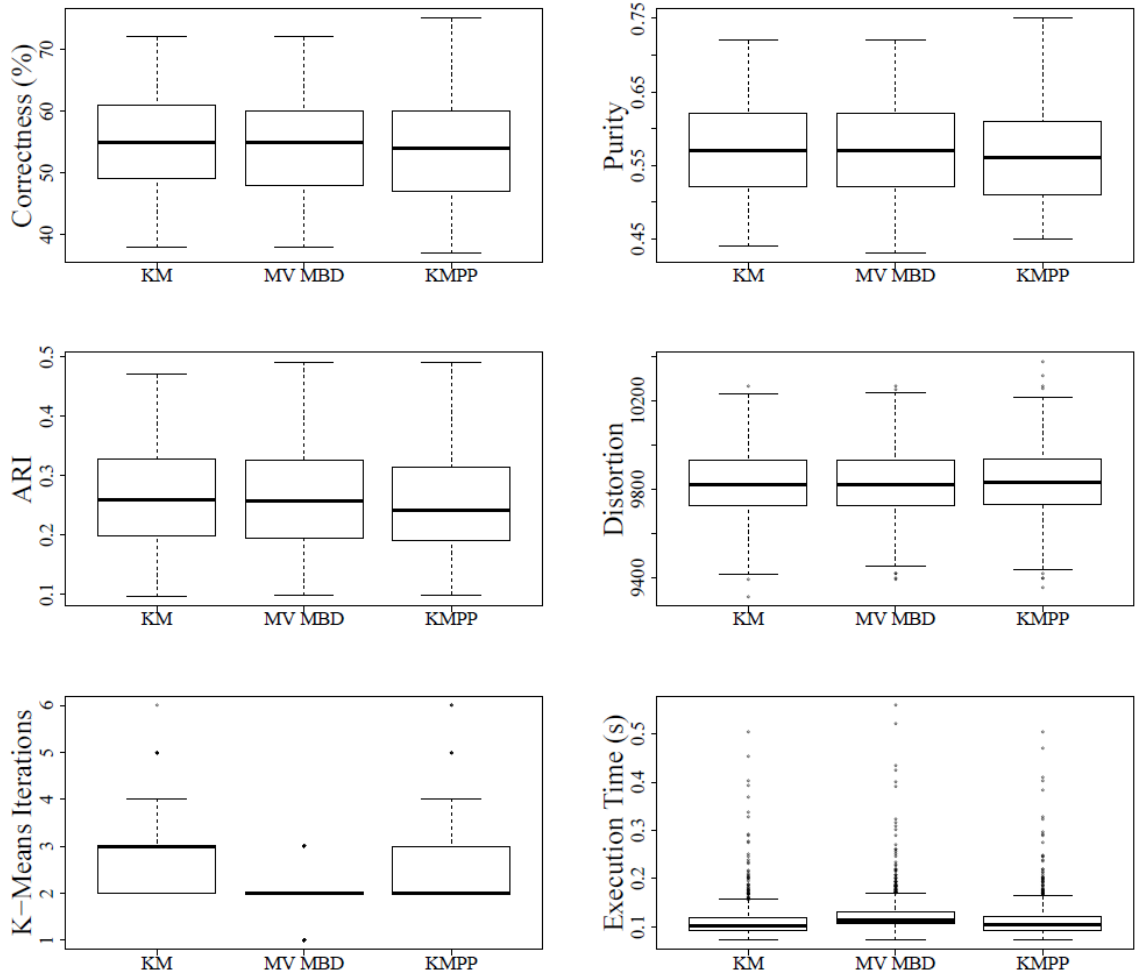 Correctness (%)
70
60
50
40
KM MV MBD KMPP
Purity
0.75
0.65
0.55
0.45
KM MV MBD KMPP
ARI
0.5
0.4
0.3
0.2
0.1
KM MV MBD KMPP
Distortion
10200
9800
9400
KM MV MBD KMPP
K−Means Iterations
6
5
4
3
2
1
KM MV MBD KMPP
Execution Time (s)
0.5
0.4
0.3
0.2
0.1
KM MV MBD KMPP